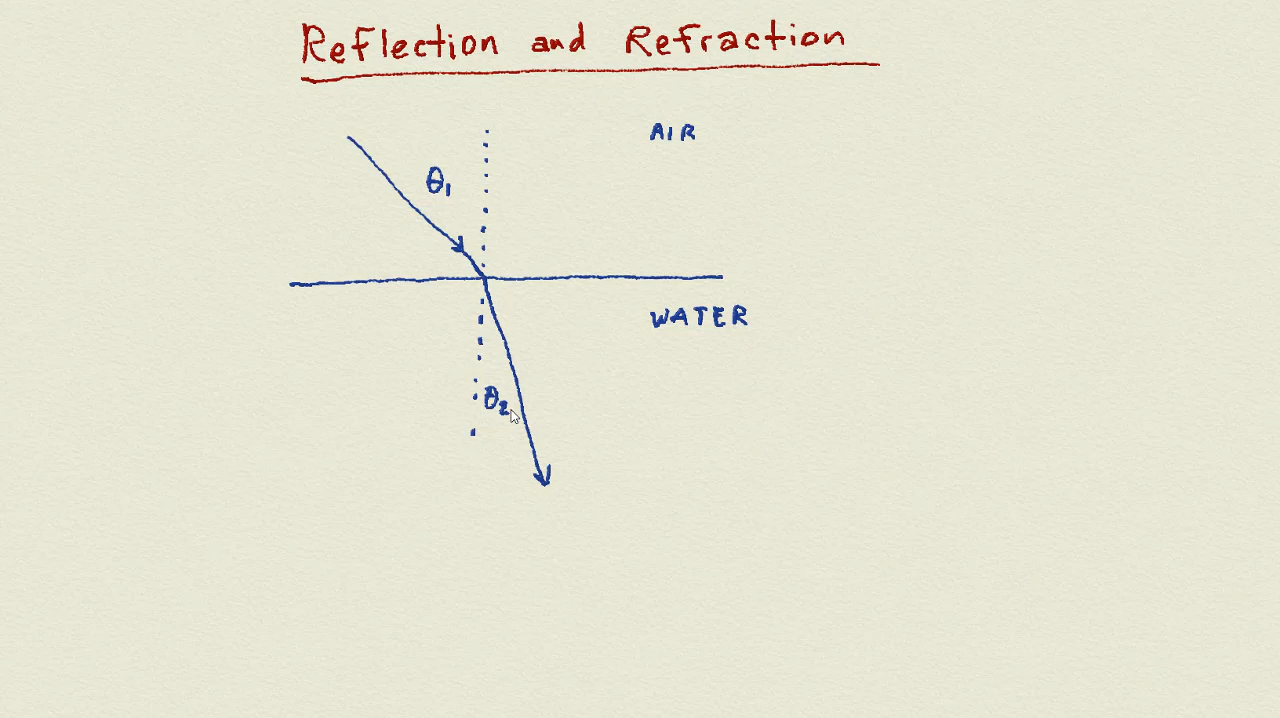 Reflection and Refraction
AIR
θ₁
WATER
θ₂